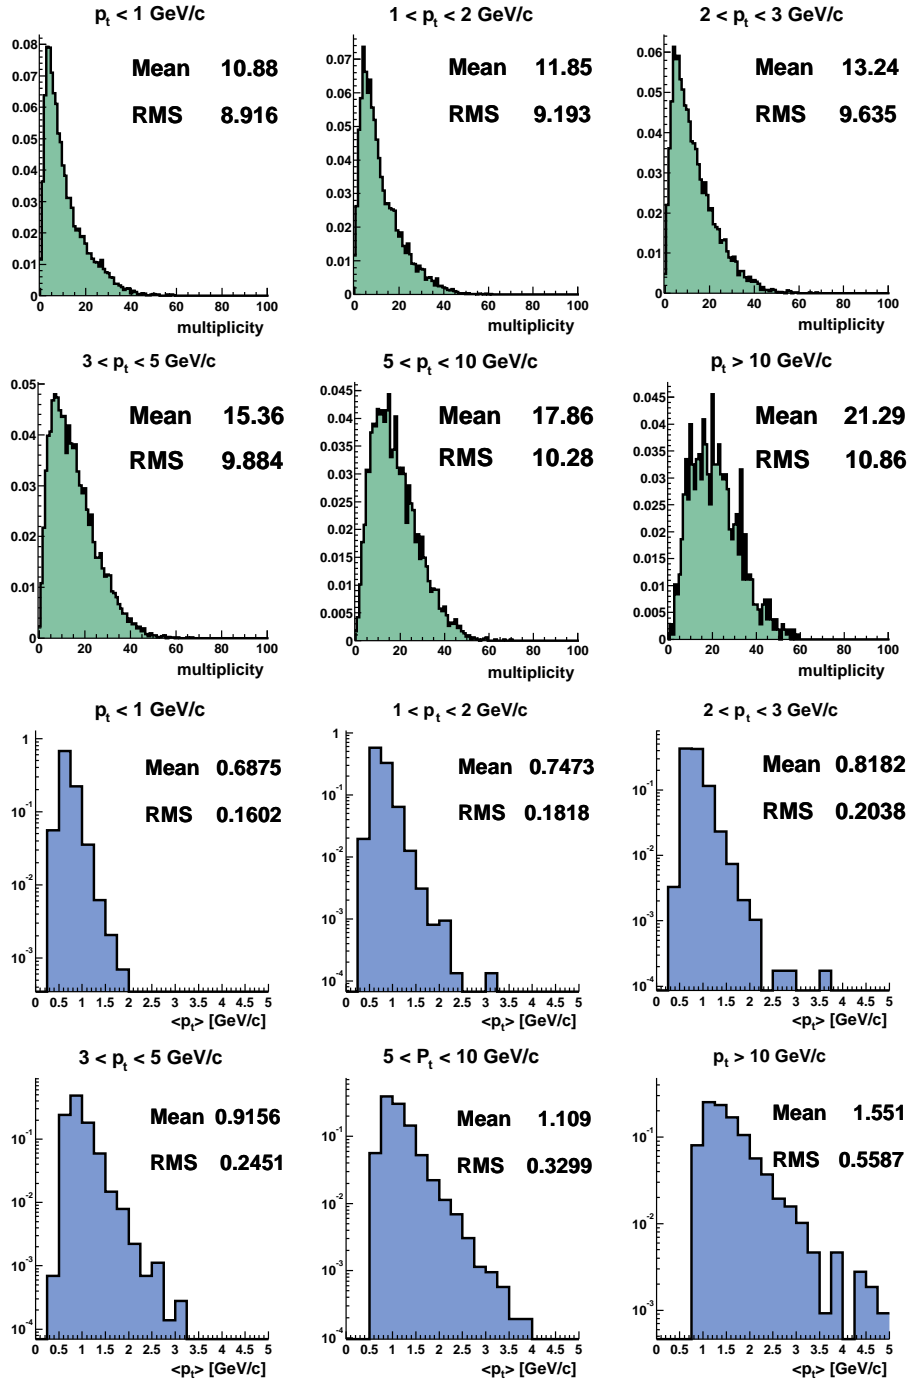 p_t < 1 GeV/c
Mean 10.88
RMS 8.916
0.08
0.07
0.06
0.05
0.04
0.03
0.02
0.01
0
0 20 40 60 80 100
multiplicity
1 < p_t < 2 GeV/c
Mean 11.85
RMS 9.193
0.07
0.06
0.05
0.04
0.03
0.02
0.01
0
0 20 40 60 80 100
multiplicity
2 < p_t < 3 GeV/c
Mean 13.24
RMS 9.635
0.06
0.05
0.04
0.03
0.02
0.01
0
0 20 40 60 80 100
multiplicity
3 < p_t < 5 GeV/c
Mean 15.36
RMS 9.884
0.05
0.04
0.03
0.02
0.01
0
0 20 40 60 80 100
multiplicity
5 < p_t < 10 GeV/c
Mean 17.86
RMS 10.28
0.045
0.04
0.035
0.03
0.025
0.02
0.015
0.01
0.005
0
0 20 40 60 80 100
multiplicity
p_t > 10 GeV/c
Mean 21.29
RMS 10.86
0.045
0.04
0.035
0.03
0.025
0.02
0.015
0.01
0.005
0
0 20 40 60 80 100
multiplicity
p_t < 1 GeV/c
Mean 0.6875
RMS 0.1602
1
10^-1
10^-2
10^-3
0 0.5 1 1.5 2 2.5 3 3.5 4 4.5 5
<p_t> [GeV/c]
1 < p_t < 2 GeV/c
Mean 0.7473
RMS 0.1818
1
10^-1
10^-2
10^-3
10^-4
0 0.5 1 1.5 2 2.5 3 3.5 4 4.5 5
<p_t> [GeV/c]
2 < p_t < 3 GeV/c
Mean 0.8182
RMS 0.2038
10^-1
10^-2
10^-3
10^-4
0 0.5 1 1.5 2 2.5 3 3.5 4 4.5 5
<p_t> [GeV/c]
3 < p_t < 5 GeV/c
Mean 0.9156
RMS 0.2451
10^-1
10^-2
10^-3
10^-4
0 0.5 1 1.5 2 2.5 3 3.5 4 4.5 5
<p_t> [GeV/c]
5 < P_t < 10 GeV/c
Mean 1.109
RMS 0.3299
10^-1
10^-2
10^-3
10^-4
0 0.5 1 1.5 2 2.5 3 3.5 4 4.5 5
<p_t> [GeV/c]
p_t > 10 GeV/c
Mean 1.551
RMS 0.5587
10^-1
10^-2
10^-3
0 0.5 1 1.5 2 2.5 3 3.5 4 4.5 5
<p_t> [GeV/c]